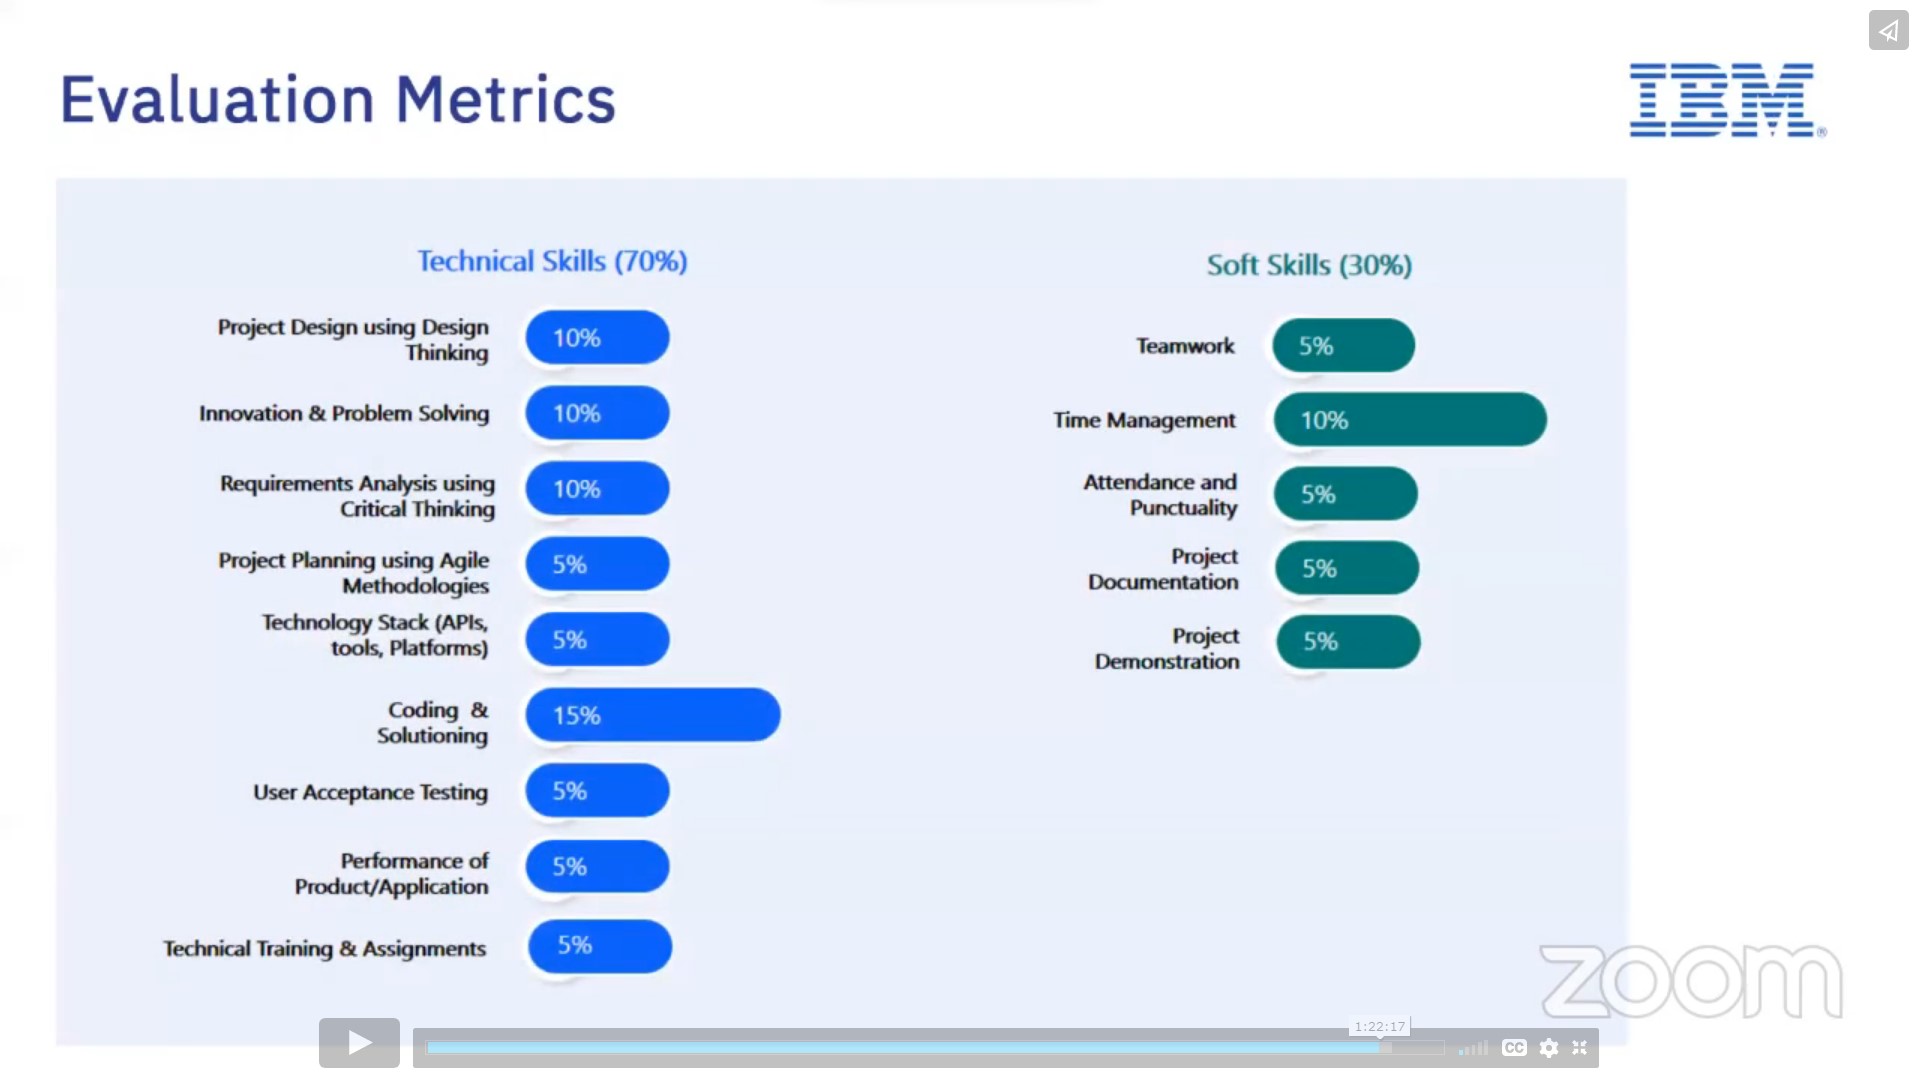 Evaluation Metrics
IBM®
Technical Skills (70%)
Project Design using Design
Thinking
10%
Innovation & Problem Solving
10%
Requirements Analysis using
Critical Thinking
10%
Project Planning using Agile
Methodologies
5%
Technology Stack (APIs,
tools, Platforms)
5%
Coding &
Solutioning
15%
User Acceptance Testing
5%
Performance of
Product/Application
5%
Technical Training & Assignments
5%
Soft Skills (30%)
Teamwork
5%
Time Management
10%
Attendance and
Punctuality
5%
Project
Documentation
5%
Project
Demonstration
5%
zoom
1:22:17
CC